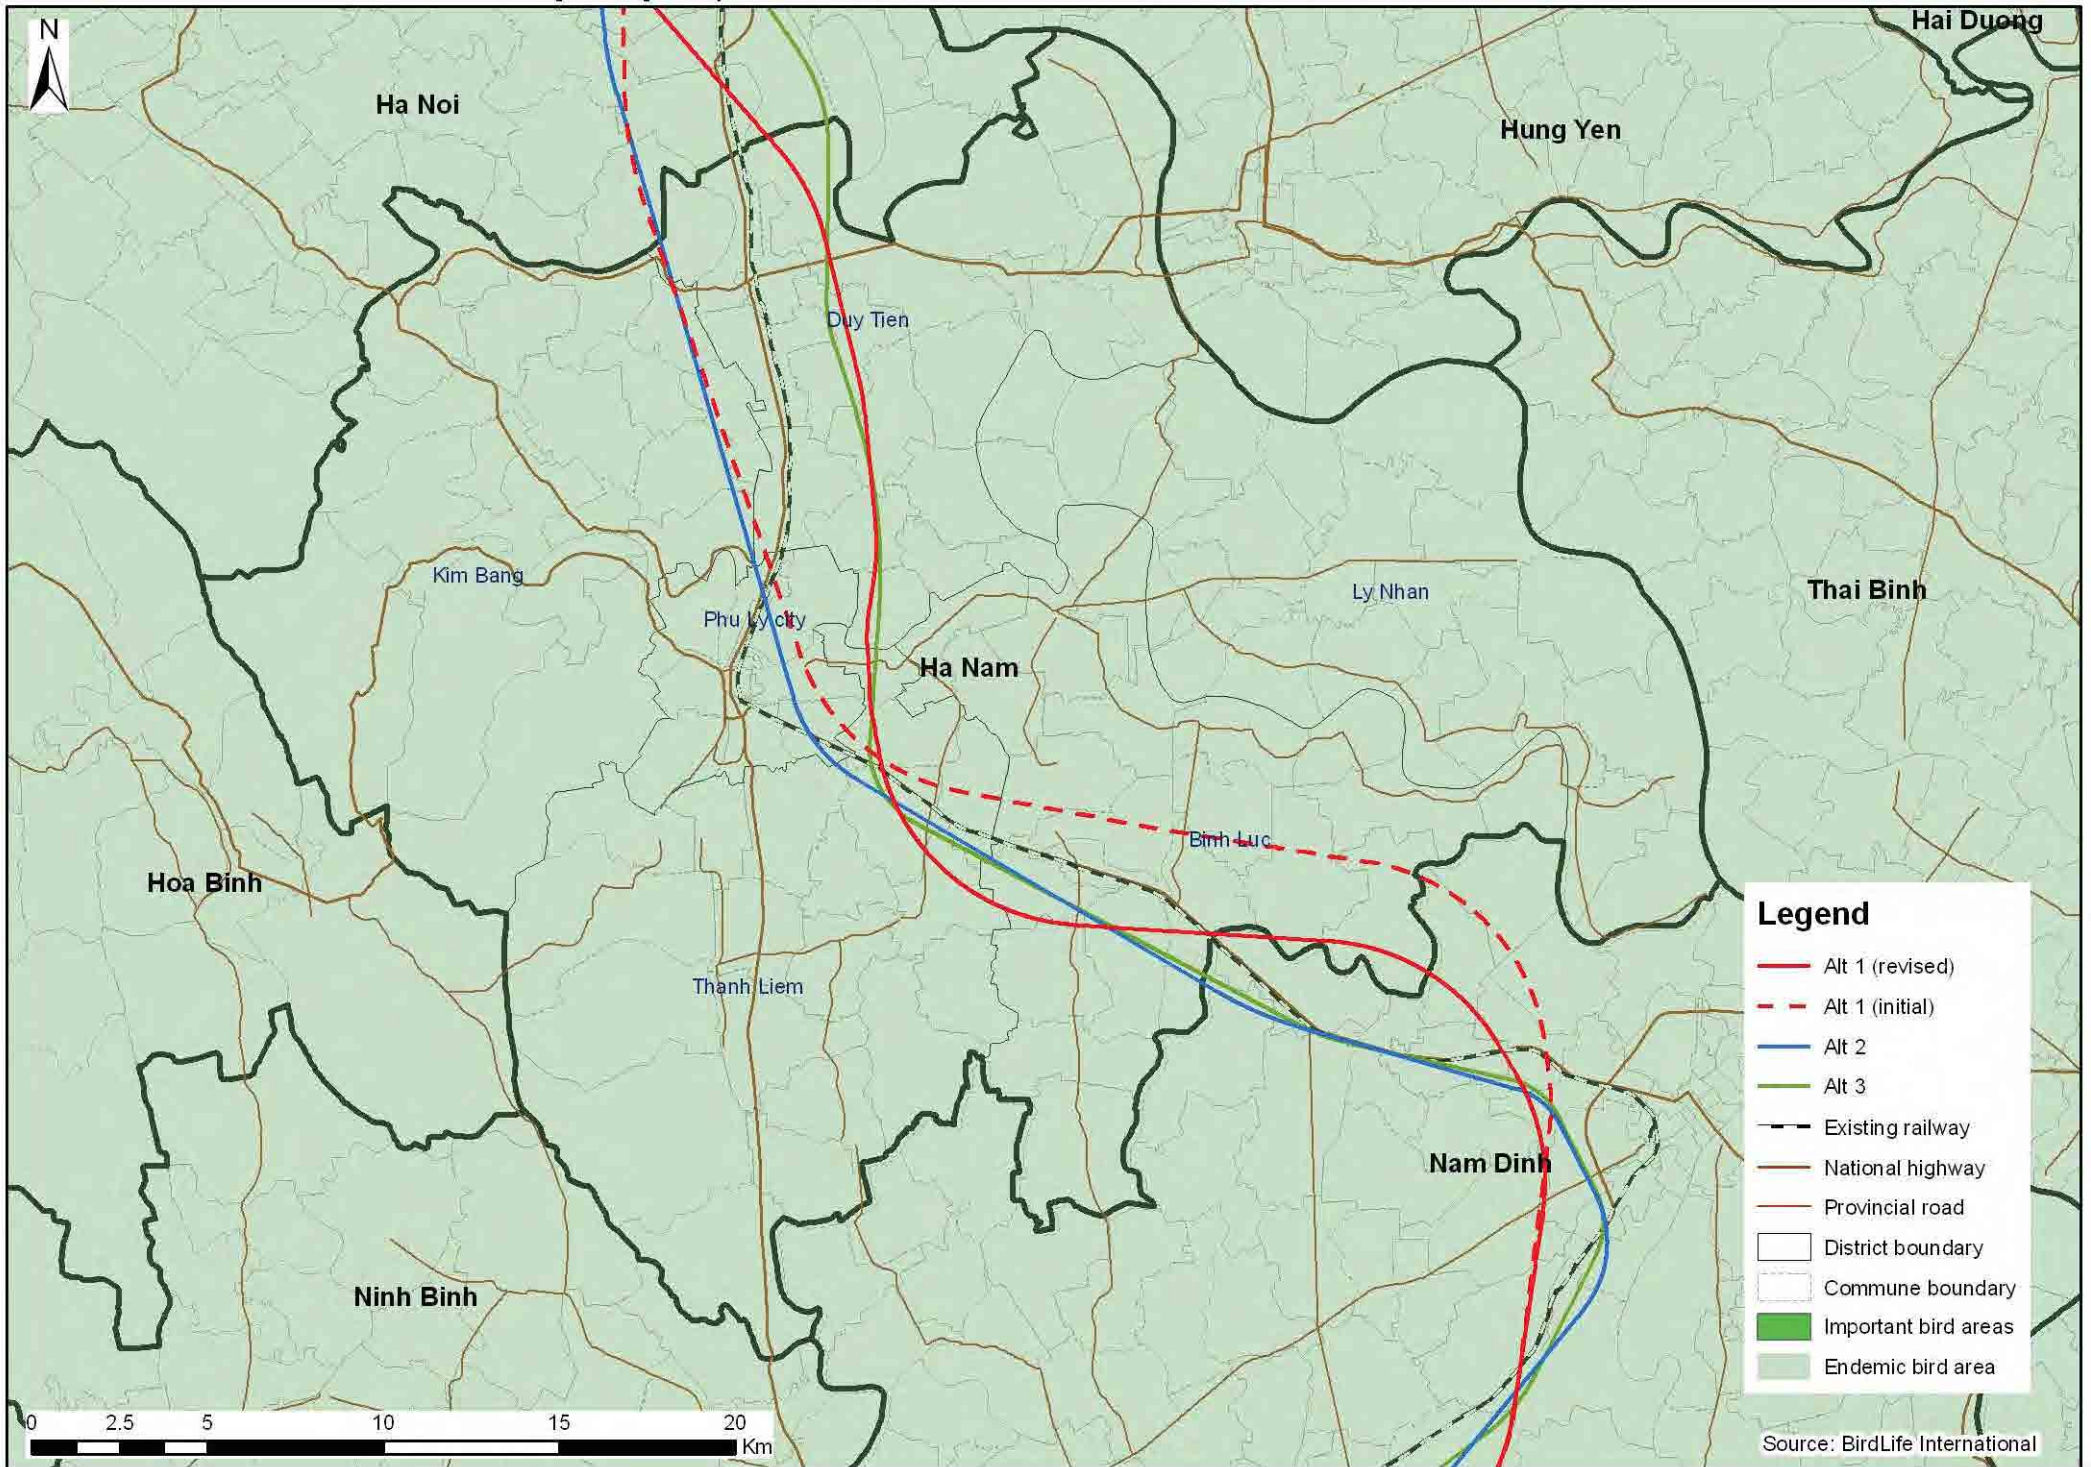 N
Hai Duong
Ha Noi
Hung Yen
Duy Tien
Kim Bang
Ly Nhan
Thai Binh
Phu Ly city
Ha Nam
Binh Luc
Hoa Binh
Thanh Liem
Nam Dinh
Ninh Binh
Legend
Alt 1 (revised)
Alt 1 (initial)
Alt 2
Alt 3
Existing railway
National highway
Provincial road
District boundary
Commune boundary
Important bird areas
Endemic bird area
0 2.5 5 10 15 20
Km
Source: BirdLife International